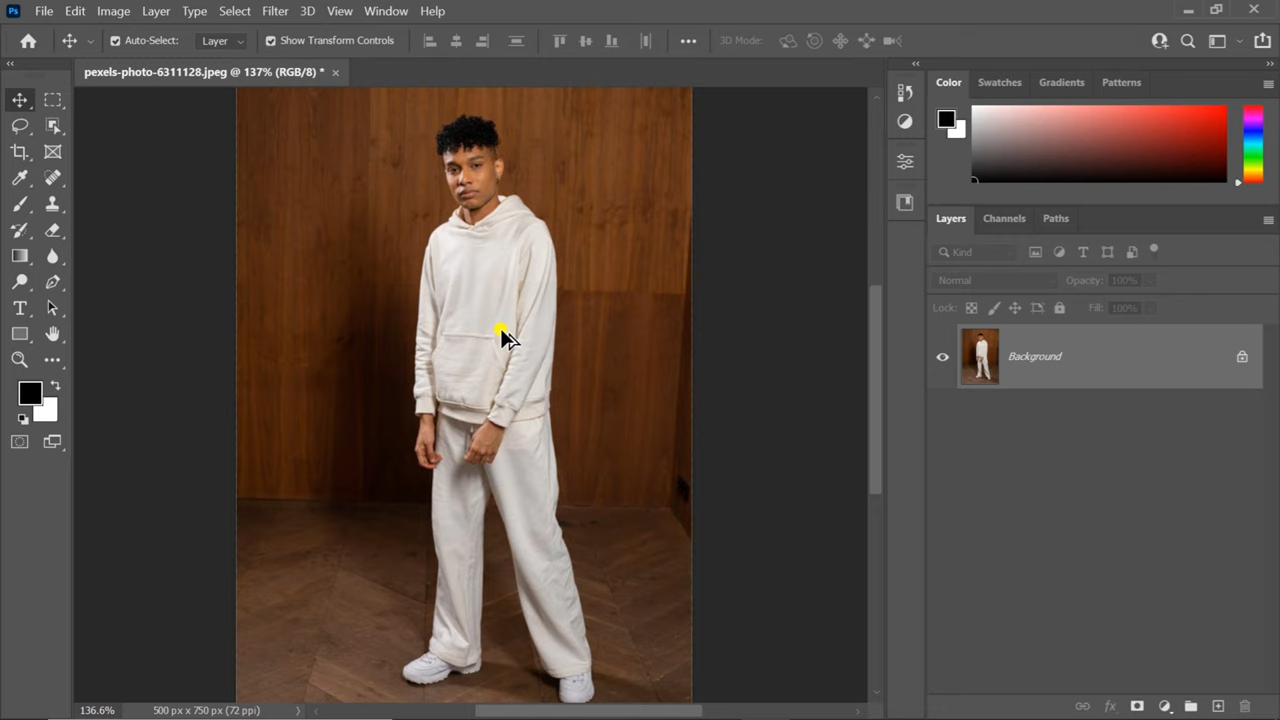 Ps File Edit Image Layer Type Select Filter 3D View Window Help
Auto-Select: Layer Show Transform Controls 3D Mode:
pexels-photo-6311128.jpeg @ 137% (RGB/8) *
Color Swatches Gradients Patterns
Layers Channels Paths
Kind
Normal Opacity: 100%
Lock: Fill: 100%
Background
136.6% 500 px x 750 px (72 ppi)